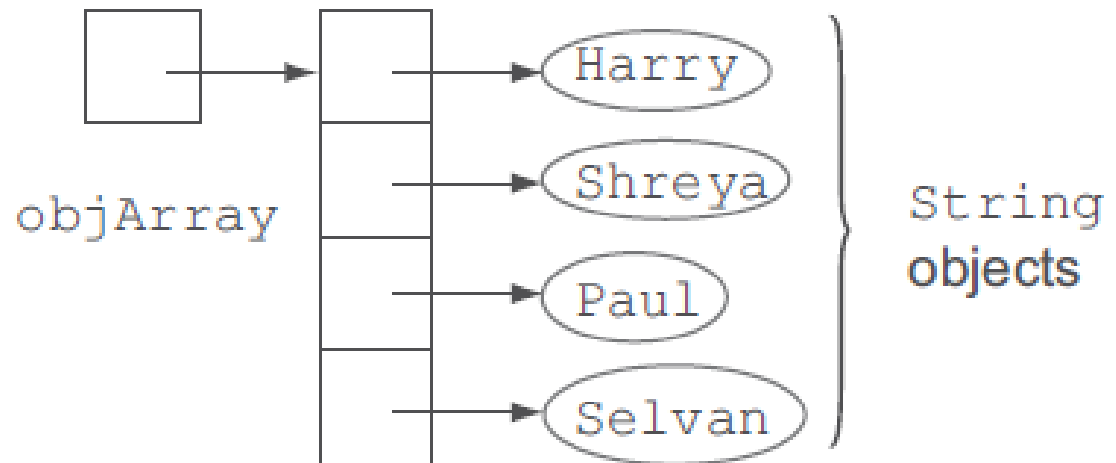 Harry
Shreya
objArray
String
objects
Paul
Selvan